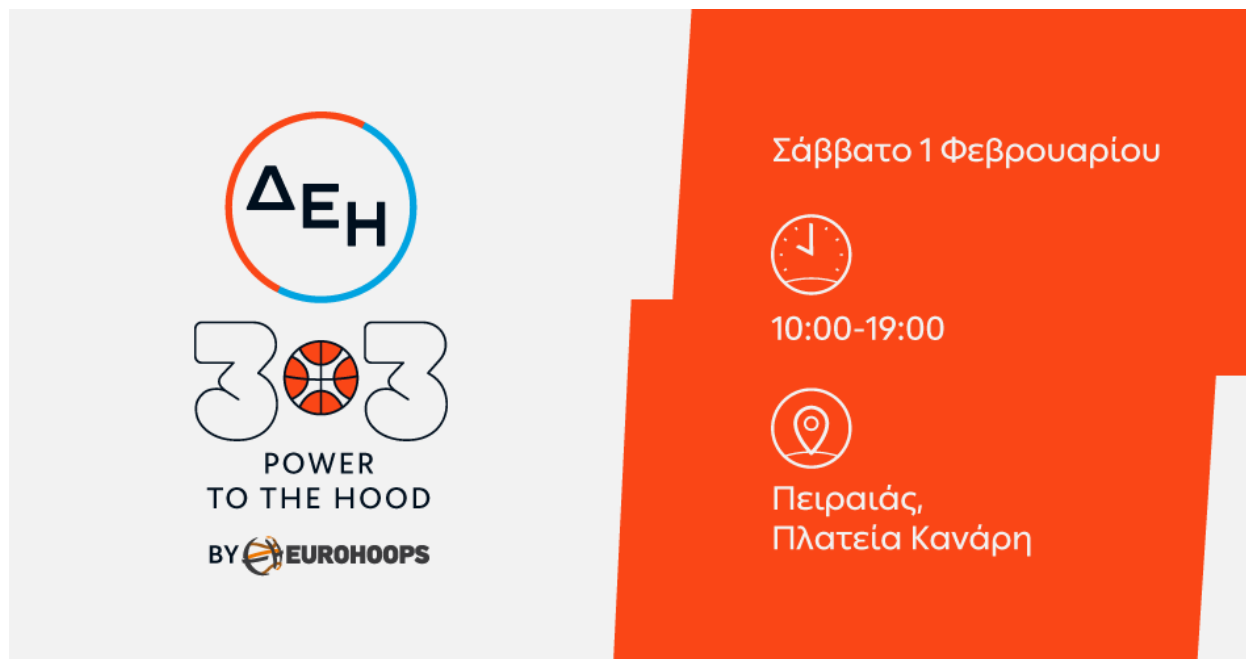 ΔΕΗ
3 3
POWER
TO THE HOOD
BY EUROHOOPS
Σάββατο 1 Φεβρουαρίου
10:00-19:00
Πειραιάς,
Πλατεία Κανάρη